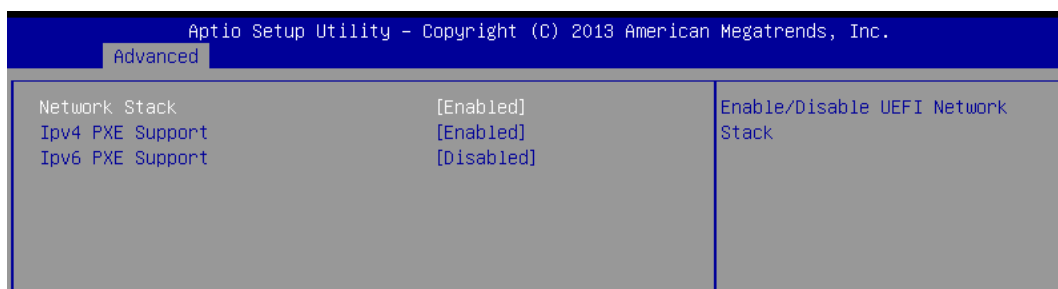 Aptio Setup Utility – Copyright (C) 2013 American Megatrends, Inc.
Advanced
Network Stack [Enabled]
Ipv4 PXE Support [Enabled]
Ipv6 PXE Support [Disabled]
Enable/Disable UEFI Network
Stack